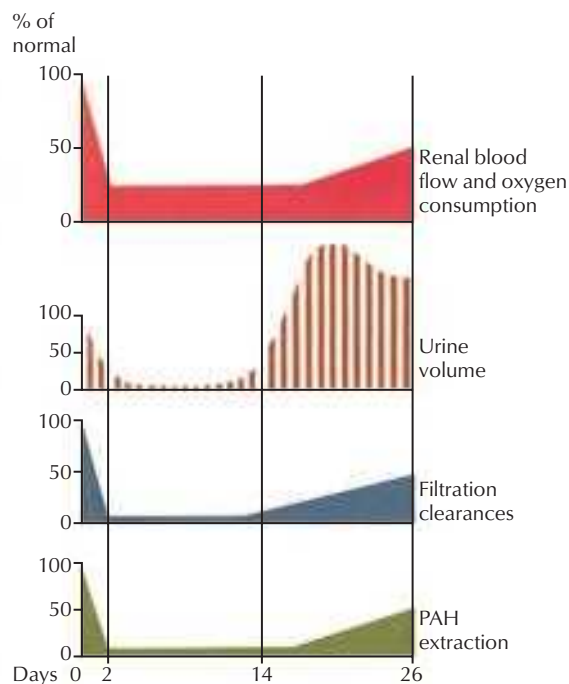 % of
normal
100
50
0
Renal blood
flow and oxygen
consumption
100
50
0
Urine
volume
100
50
0
Filtration
clearances
100
50
0
PAH
extraction
Days 0 2 14 26